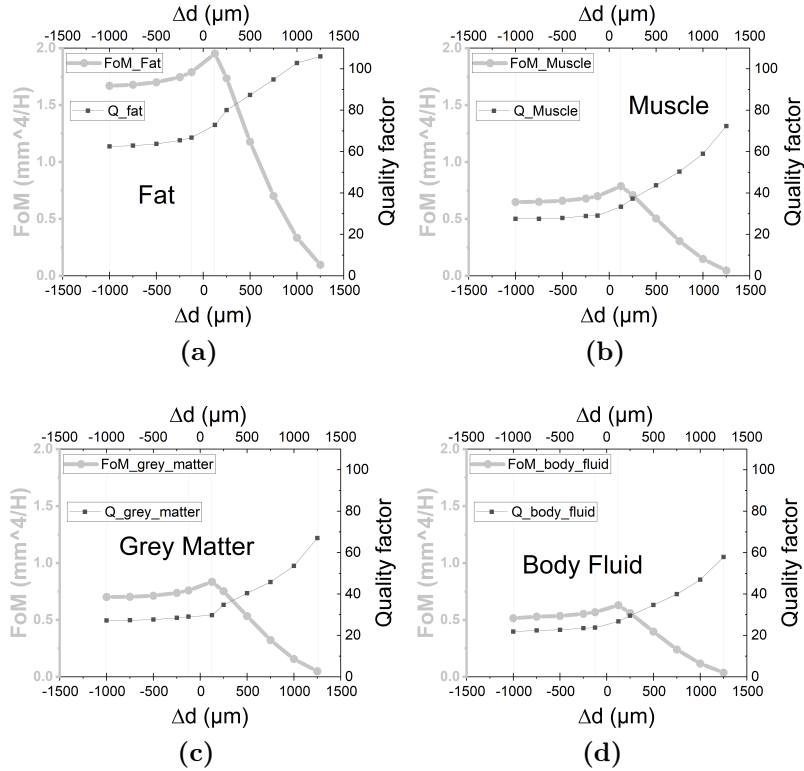 Δd (µm)
-1500 -1000 -500 0 500 1000 1500
2.0
1.5
1.0
0.5
0.0
FoM (mm^4/H)
FoM_Fat
Q_fat
Fat
100
80
60
40
20
0
Quality factor
-1500 -1000 -500 0 500 1000 1500
Δd (µm)
(a)
Δd (µm)
-1500 -1000 -500 0 500 1000 1500
2.0
1.5
1.0
0.5
0.0
FoM (mm^4/H)
FoM_Muscle
Q_Muscle
Muscle
100
80
60
40
20
0
Quality factor
-1500 -1000 -500 0 500 1000 1500
Δd (µm)
(b)
Δd (µm)
-1500 -1000 -500 0 500 1000 1500
2.0
1.5
1.0
0.5
0.0
FoM (mm^4/H)
FoM_grey_matter
Q_grey_matter
Grey Matter
100
80
60
40
20
0
Quality factor
-1500 -1000 -500 0 500 1000 1500
Δd (µm)
(c)
Δd (µm)
-1500 -1000 -500 0 500 1000 1500
2.0
1.5
1.0
0.5
0.0
FoM (mm^4/H)
FoM_body_fluid
Q_body_fluid
Body Fluid
100
80
60
40
20
0
Quality factor
-1500 -1000 -500 0 500 1000 1500
Δd (µm)
(d)